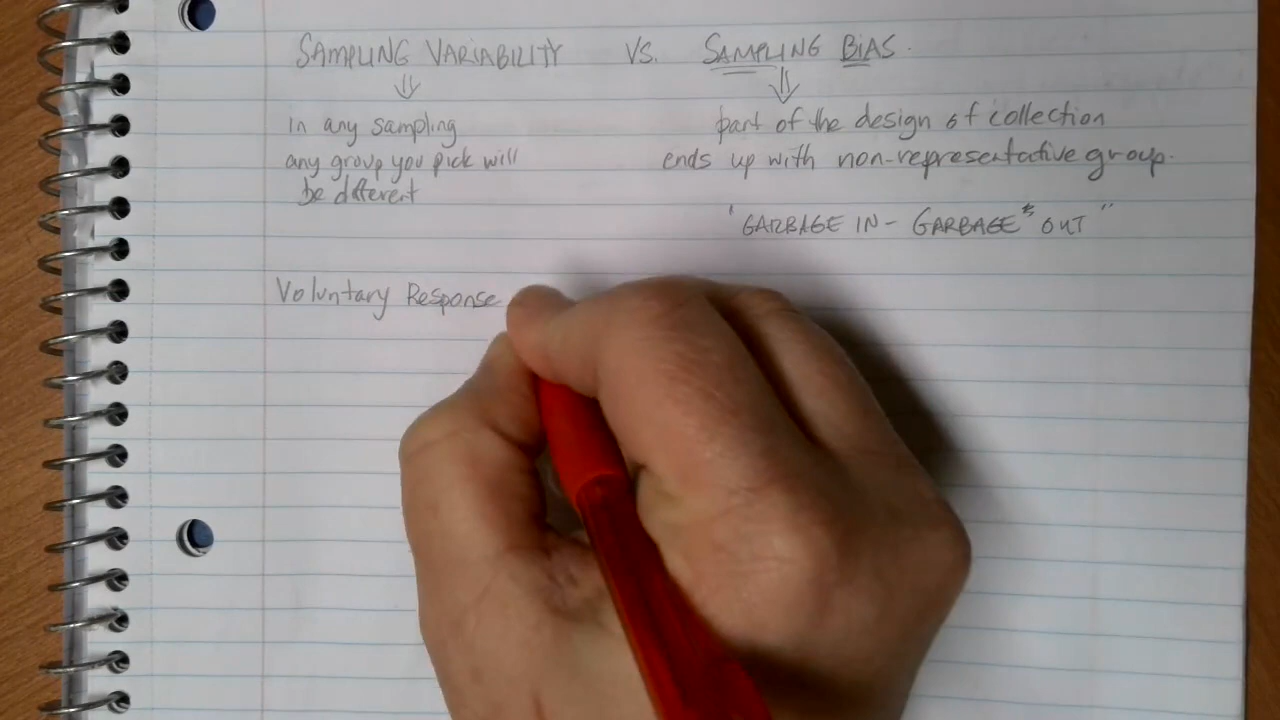 SAMPLING VARIABILITY VS. SAMPLING BIAS.
in any sampling
any group you pick will
be different
part of the design of collection
ends up with non-representative group.
"GARBAGE IN - GARBAGE OUT"
Voluntary Response